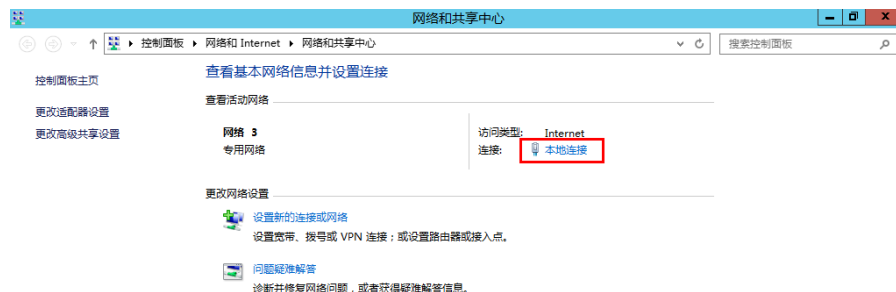 网络和共享中心
控制面板 网络和 Internet 网络和共享中心
搜索控制面板
控制面板主页
更改适配器设置
更改高级共享设置
查看基本网络信息并设置连接
查看活动网络
网络 3
专用网络
访问类型: Internet
连接: 本地连接
更改网络设置
设置新的连接或网络
设置宽带、拨号或 VPN 连接；或设置路由器或接入点。
问题疑难解答
诊断并修复网络问题，或者获得疑难解答信息。